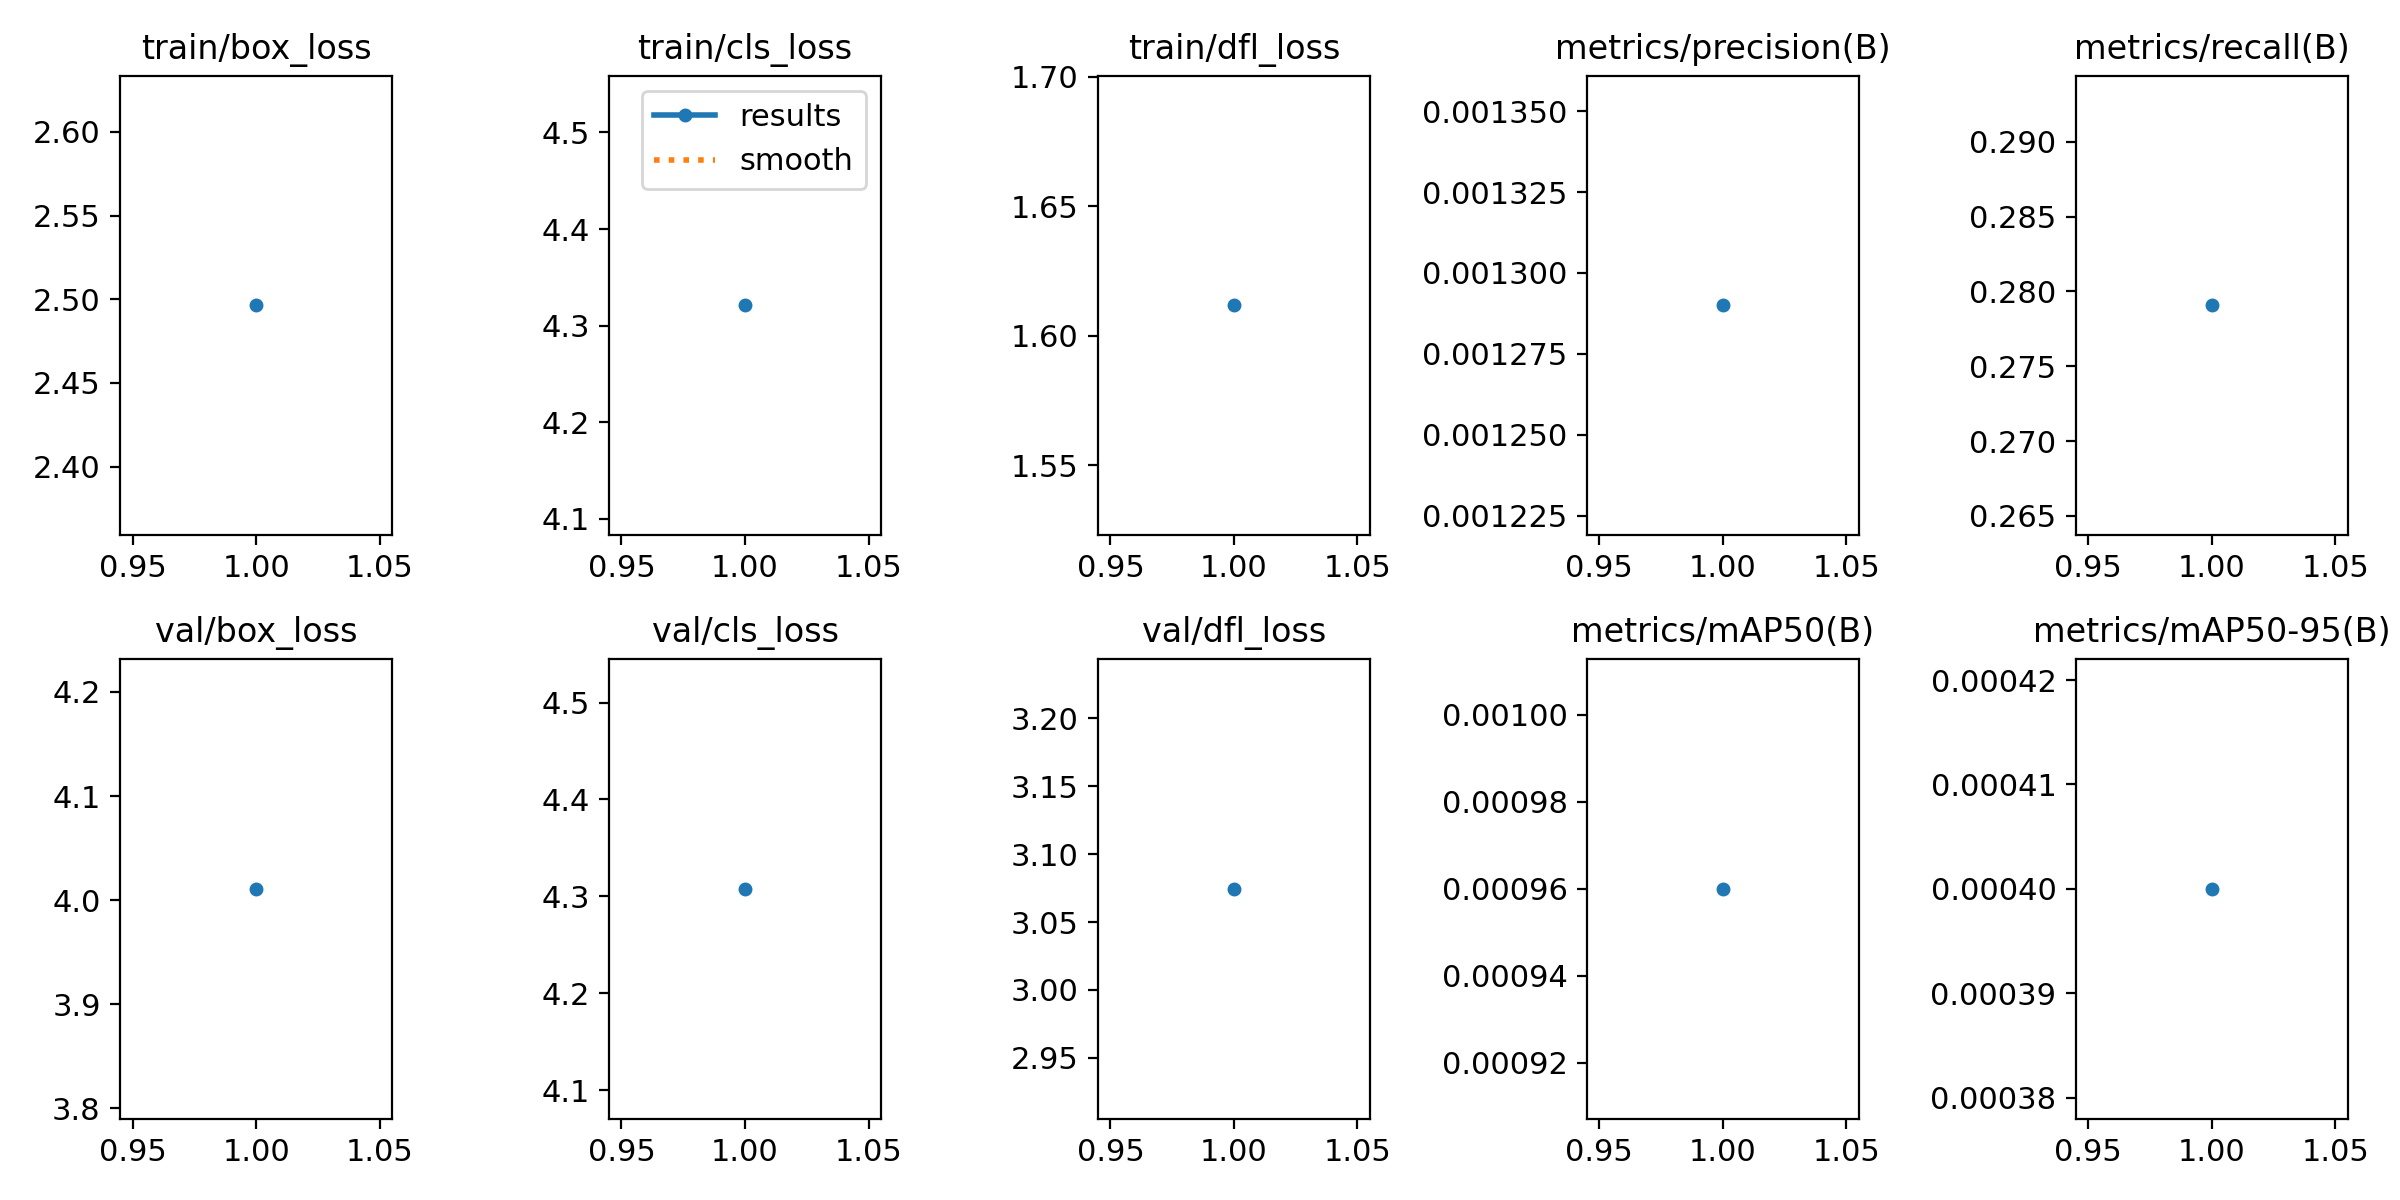 train/box_loss
2.60
2.55
2.50
2.45
2.40
0.95 1.00 1.05
train/cls_loss
results
smooth
4.5
4.4
4.3
4.2
4.1
0.95 1.00 1.05
train/dfl_loss
1.70
1.65
1.60
1.55
0.95 1.00 1.05
metrics/precision(B)
0.001350
0.001325
0.001300
0.001275
0.001250
0.001225
0.95 1.00 1.05
metrics/recall(B)
0.290
0.285
0.280
0.275
0.270
0.265
0.95 1.00 1.05
val/box_loss
4.2
4.1
4.0
3.9
3.8
0.95 1.00 1.05
val/cls_loss
4.5
4.4
4.3
4.2
4.1
0.95 1.00 1.05
val/dfl_loss
3.20
3.15
3.10
3.05
3.00
2.95
0.95 1.00 1.05
metrics/mAP50(B)
0.00100
0.00098
0.00096
0.00094
0.00092
0.95 1.00 1.05
metrics/mAP50-95(B)
0.00042
0.00041
0.00040
0.00039
0.00038
0.95 1.00 1.05